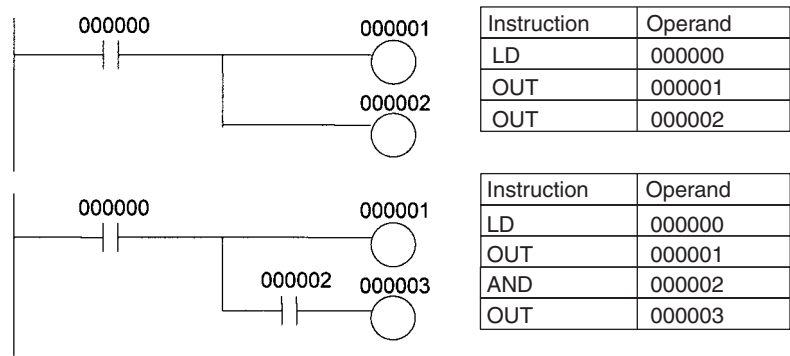 000000 000001
000002
Instruction Operand
LD 000000
OUT 000001
OUT 000002
000000 000001
000002 000003
Instruction Operand
LD 000000
OUT 000001
AND 000002
OUT 000003